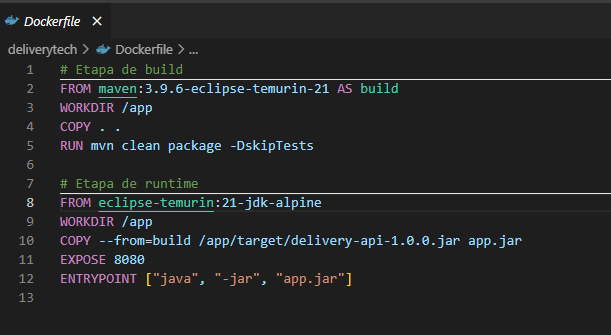 Dockerfile ×
deliverytech > Dockerfile > ...
1 # Etapa de build
2 FROM maven:3.9.6-eclipse-temurin-21 AS build
3 WORKDIR /app
4 COPY . .
5 RUN mvn clean package -DskipTests
6
7 # Etapa de runtime
8 FROM eclipse-temurin:21-jdk-alpine
9 WORKDIR /app
10 COPY --from=build /app/target/delivery-api-1.0.0.jar app.jar
11 EXPOSE 8080
12 ENTRYPOINT ["java", "-jar", "app.jar"]
13